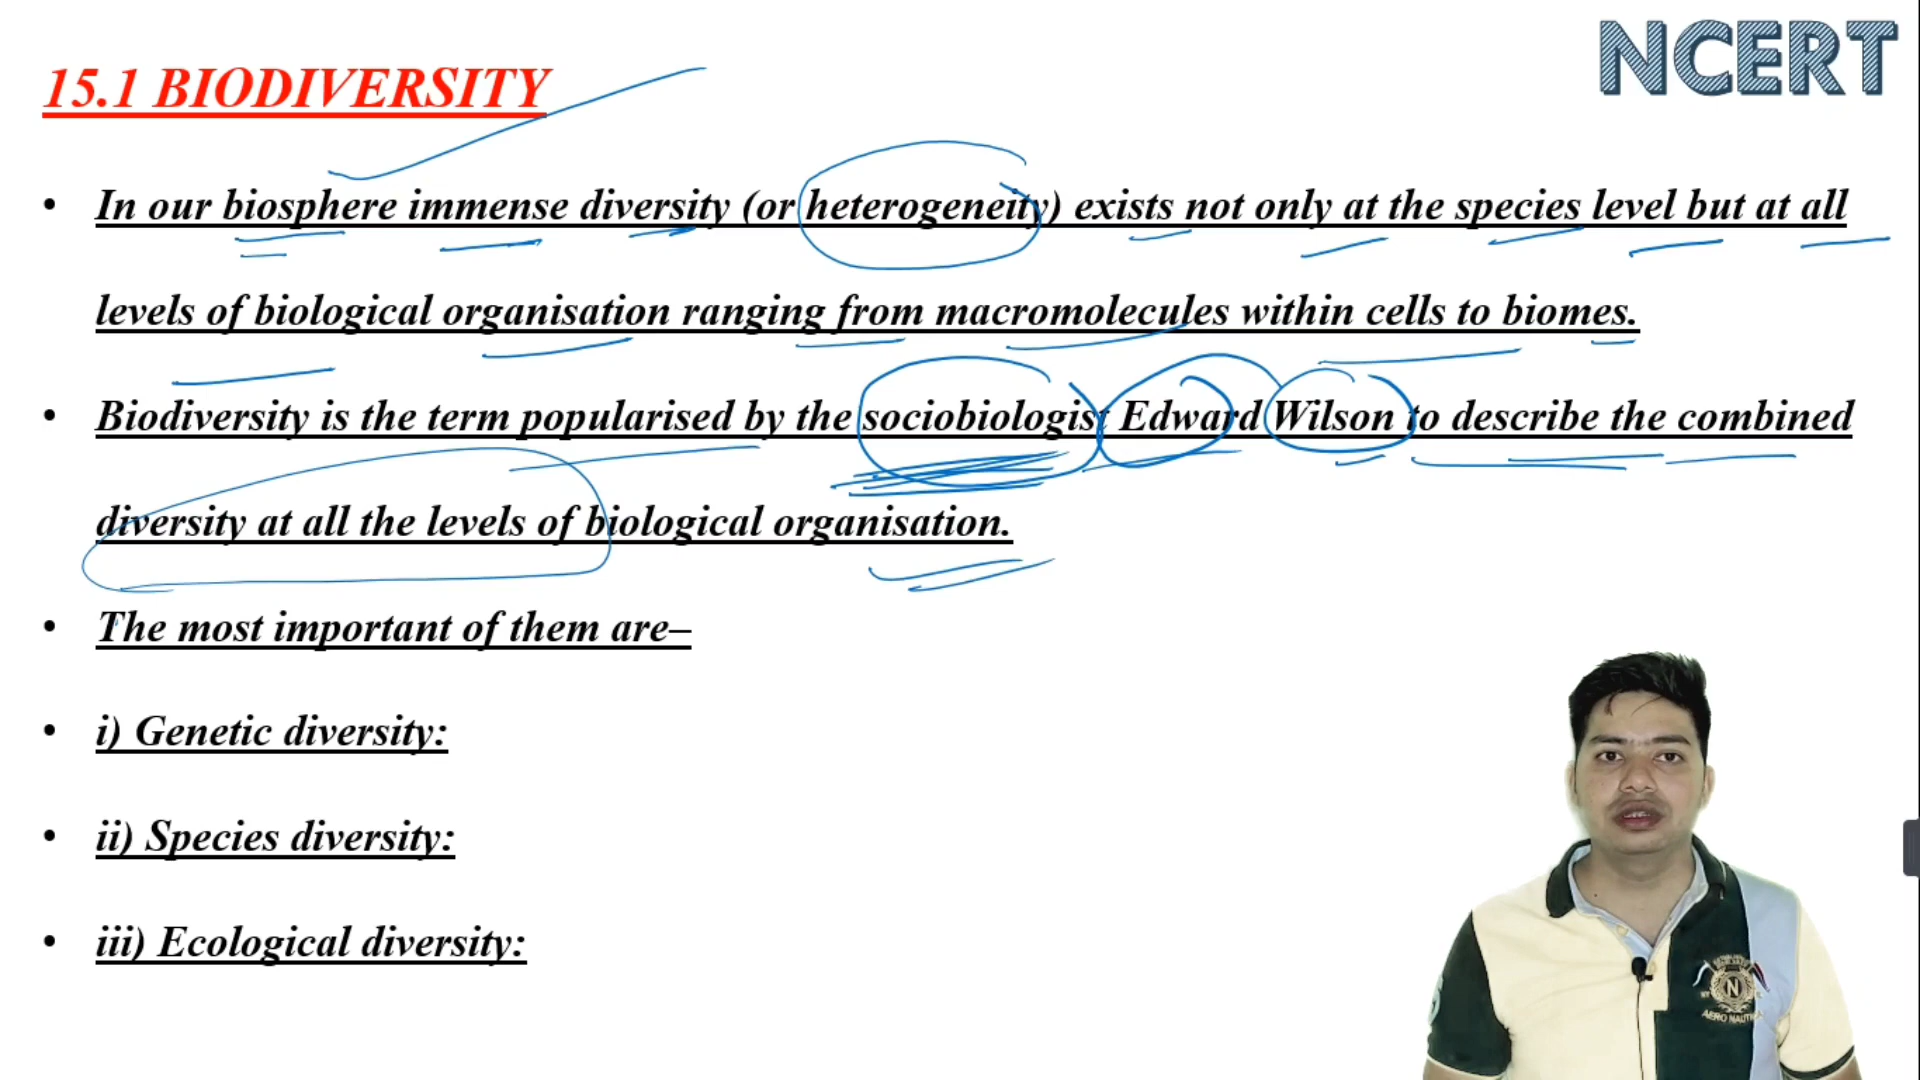 NCERT
15.1 BIODIVERSITY
• In our biosphere immense diversity (or heterogeneity) exists not only at the species level but at all
levels of biological organisation ranging from macromolecules within cells to biomes.
• Biodiversity is the term popularised by the sociobiologist Edward Wilson to describe the combined
diversity at all the levels of biological organisation.
• The most important of them are–
• i) Genetic diversity:
• ii) Species diversity:
• iii) Ecological diversity:
N
AERO NAUTICA